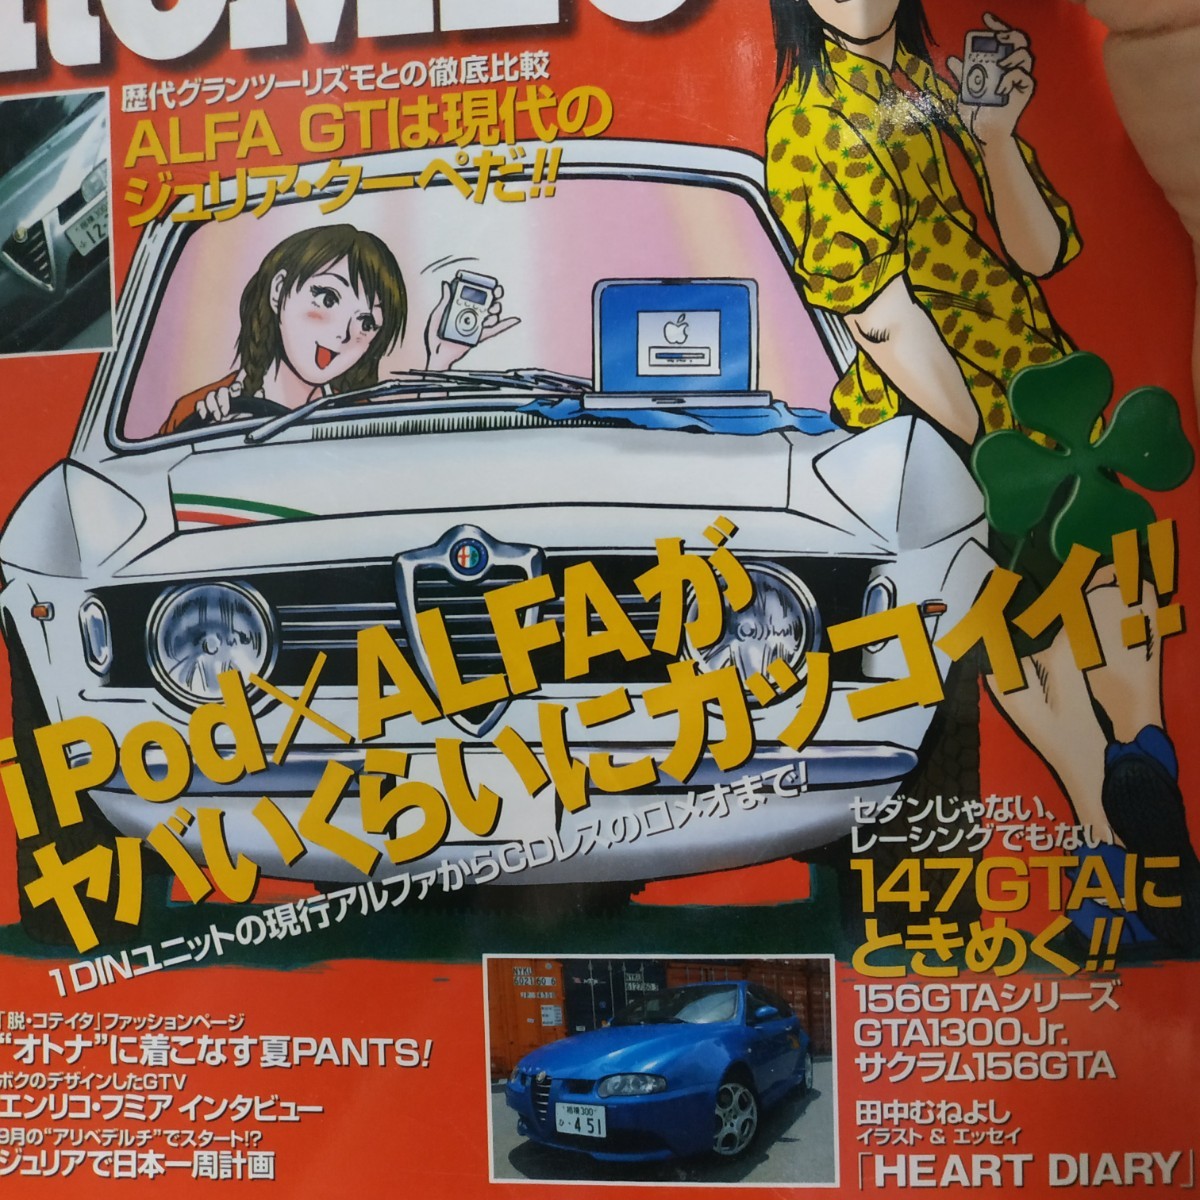 ROMEO
歴代グランツーリズモとの徹底比較
ALFA GTは現代の
ジュリア・クーペだ!!
iPod×ALFAが
ヤバいくらいにカッコイイ!!
1DINユニットの現行アルファからCDレスのロメオまで!
セダンじゃない、
レーシングでもない
147GTAに
ときめく!!
156GTAシリーズ
GTA1300Jr.
サクラム156GTA
田中むねよし
イラスト & エッセイ
「HEART DIARY」
「脱・コテイタ」ファッションページ
“オトナ”に着こなす夏PANTS!
ボクのデザインしたGTV
エンリコ・フミア インタビュー
9月の“アリベデルチ”でスタート!?
ジュリアで日本一周計画
相模300
ひ・451